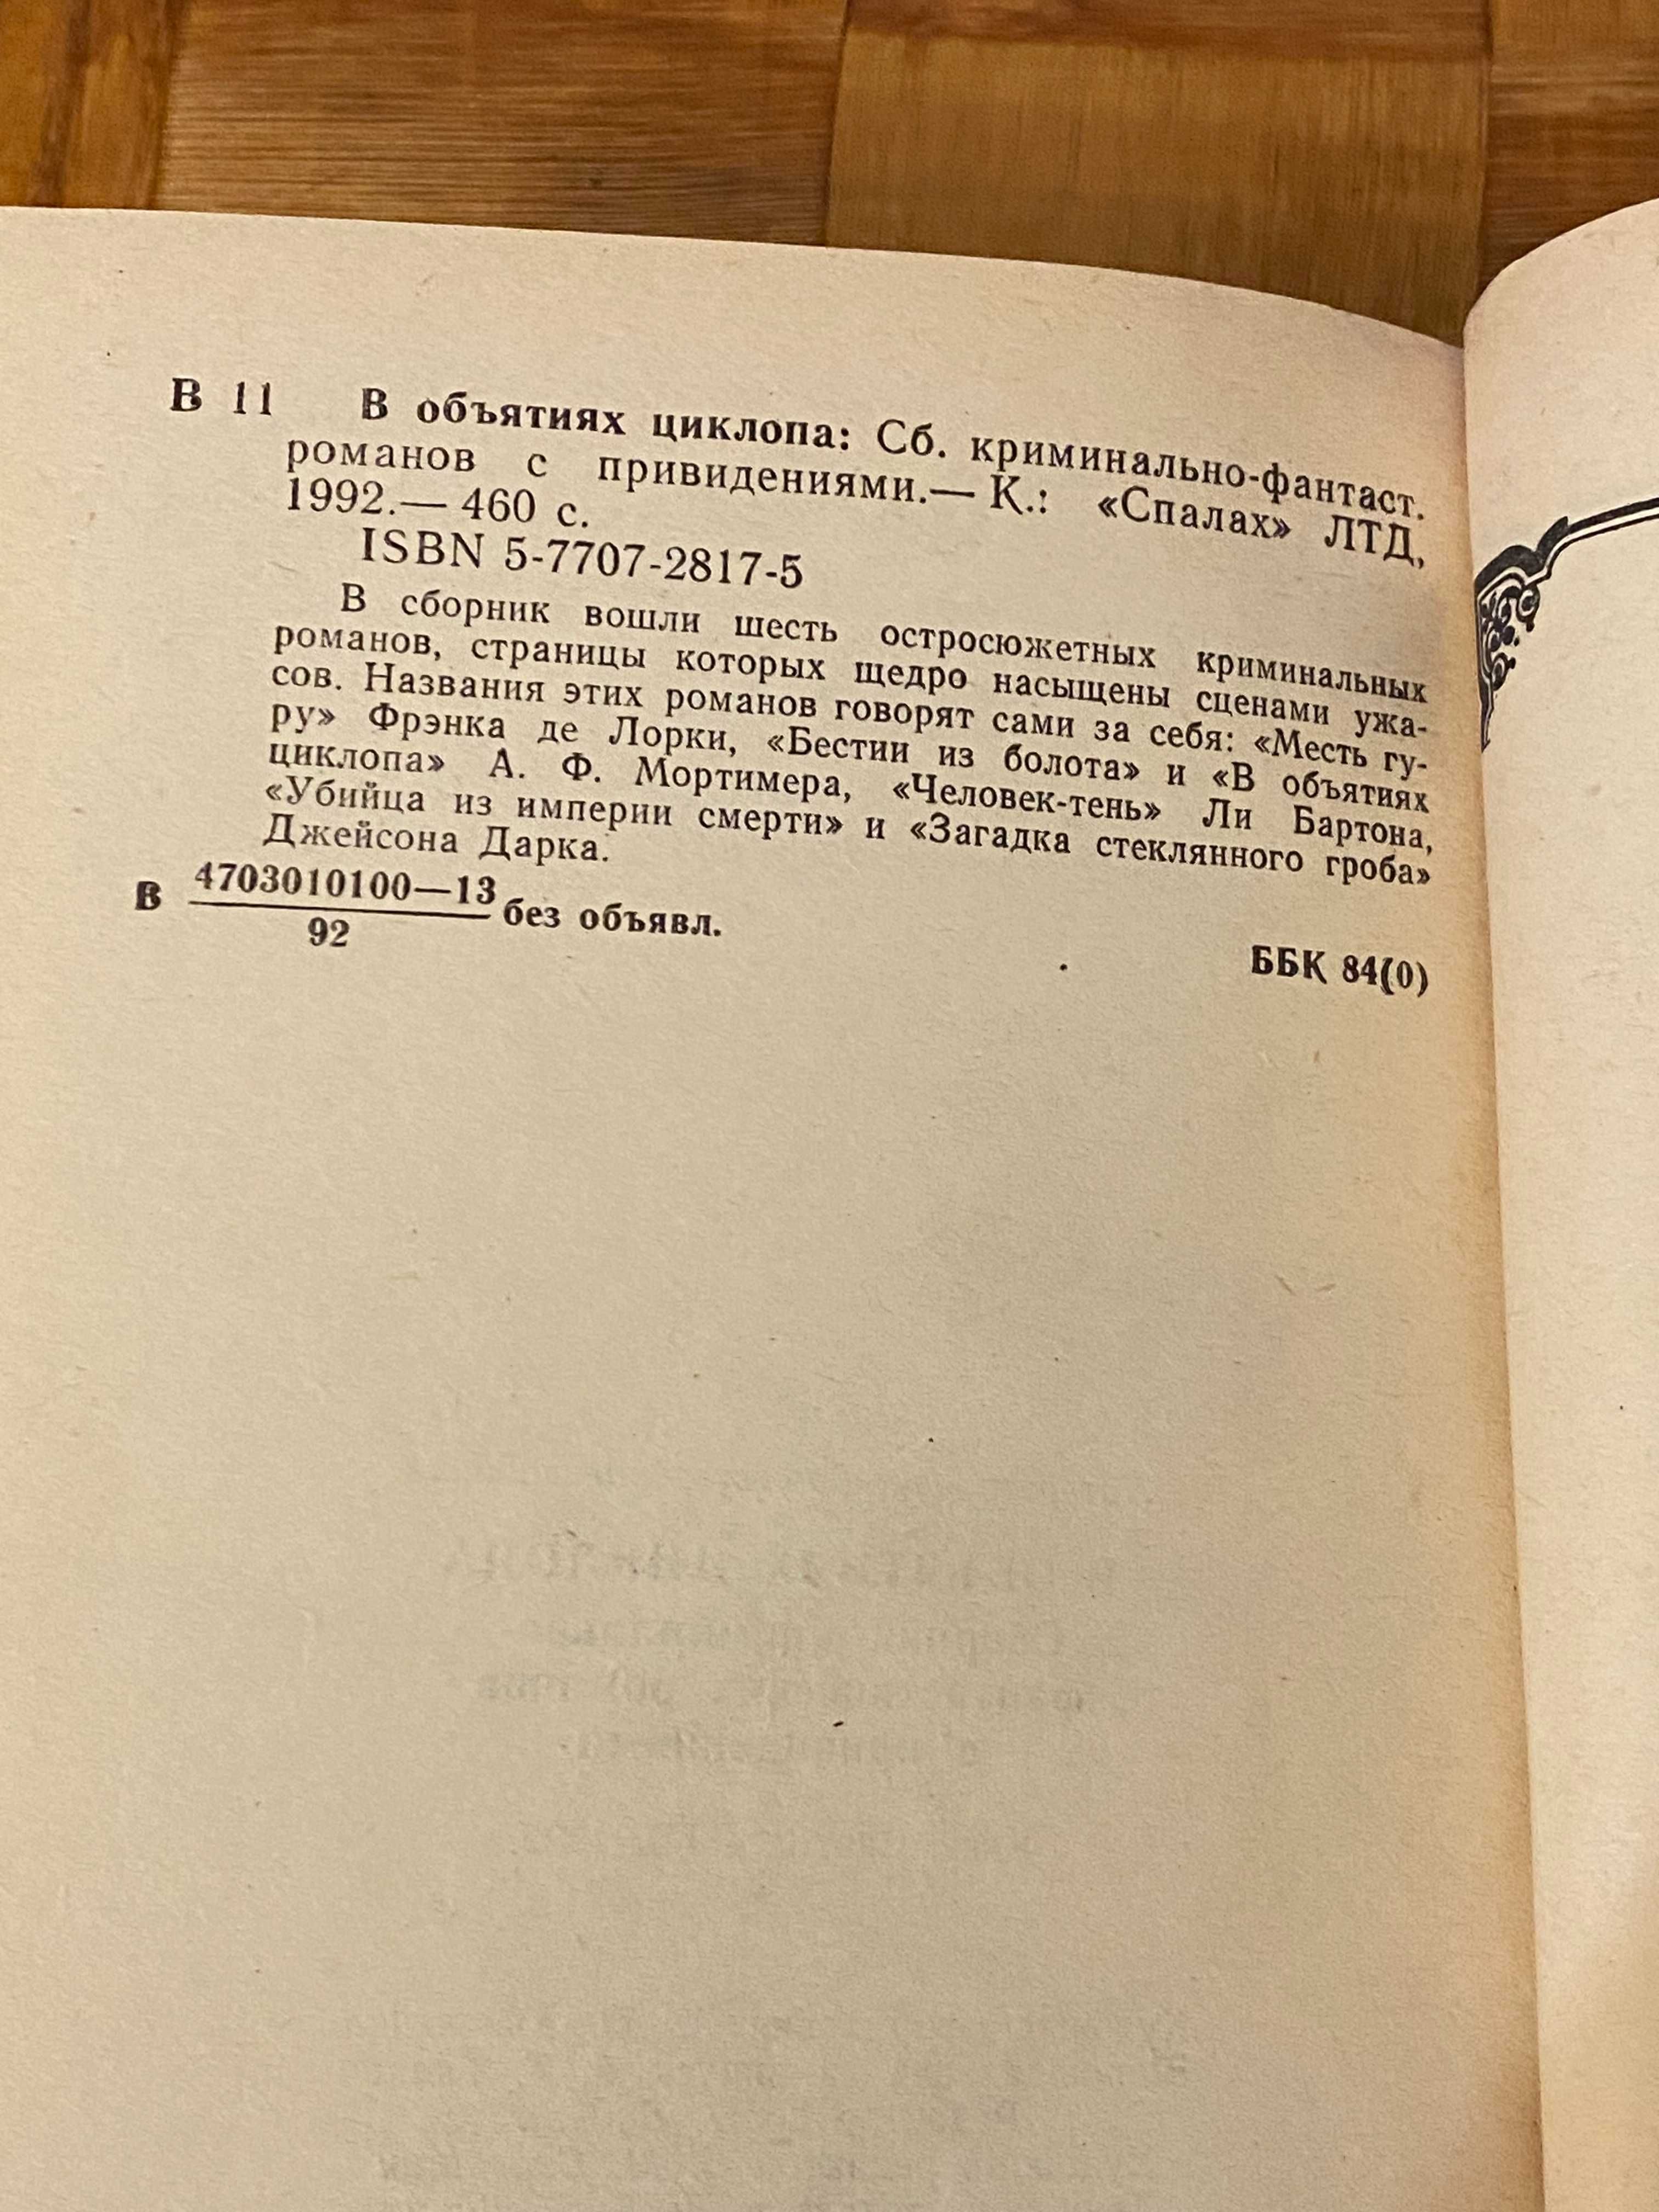 В 11 В объятиях циклопа: Сб. криминально-фантаст.
романов с привидениями.— К.: «Спалах» ЛТД,
1992.— 460 с.
ISBN 5-7707-2817-5
В сборник вошли шесть остросюжетных криминальных
романов, страницы которых щедро насыщены сценами ужа-
сов. Названия этих романов говорят сами за себя: «Месть гу-
ру» Фрэнка де Лорки, «Бестии из болота» и «В объятиях
циклопа» А. Ф. Мортимера, «Человек-тень» Ли Бартона,
«Убийца из империи смерти» и «Загадка стеклянного гроба»
Джейсона Дарка.
В 4703010100—13 без объявл.
92
ББК 84(0)